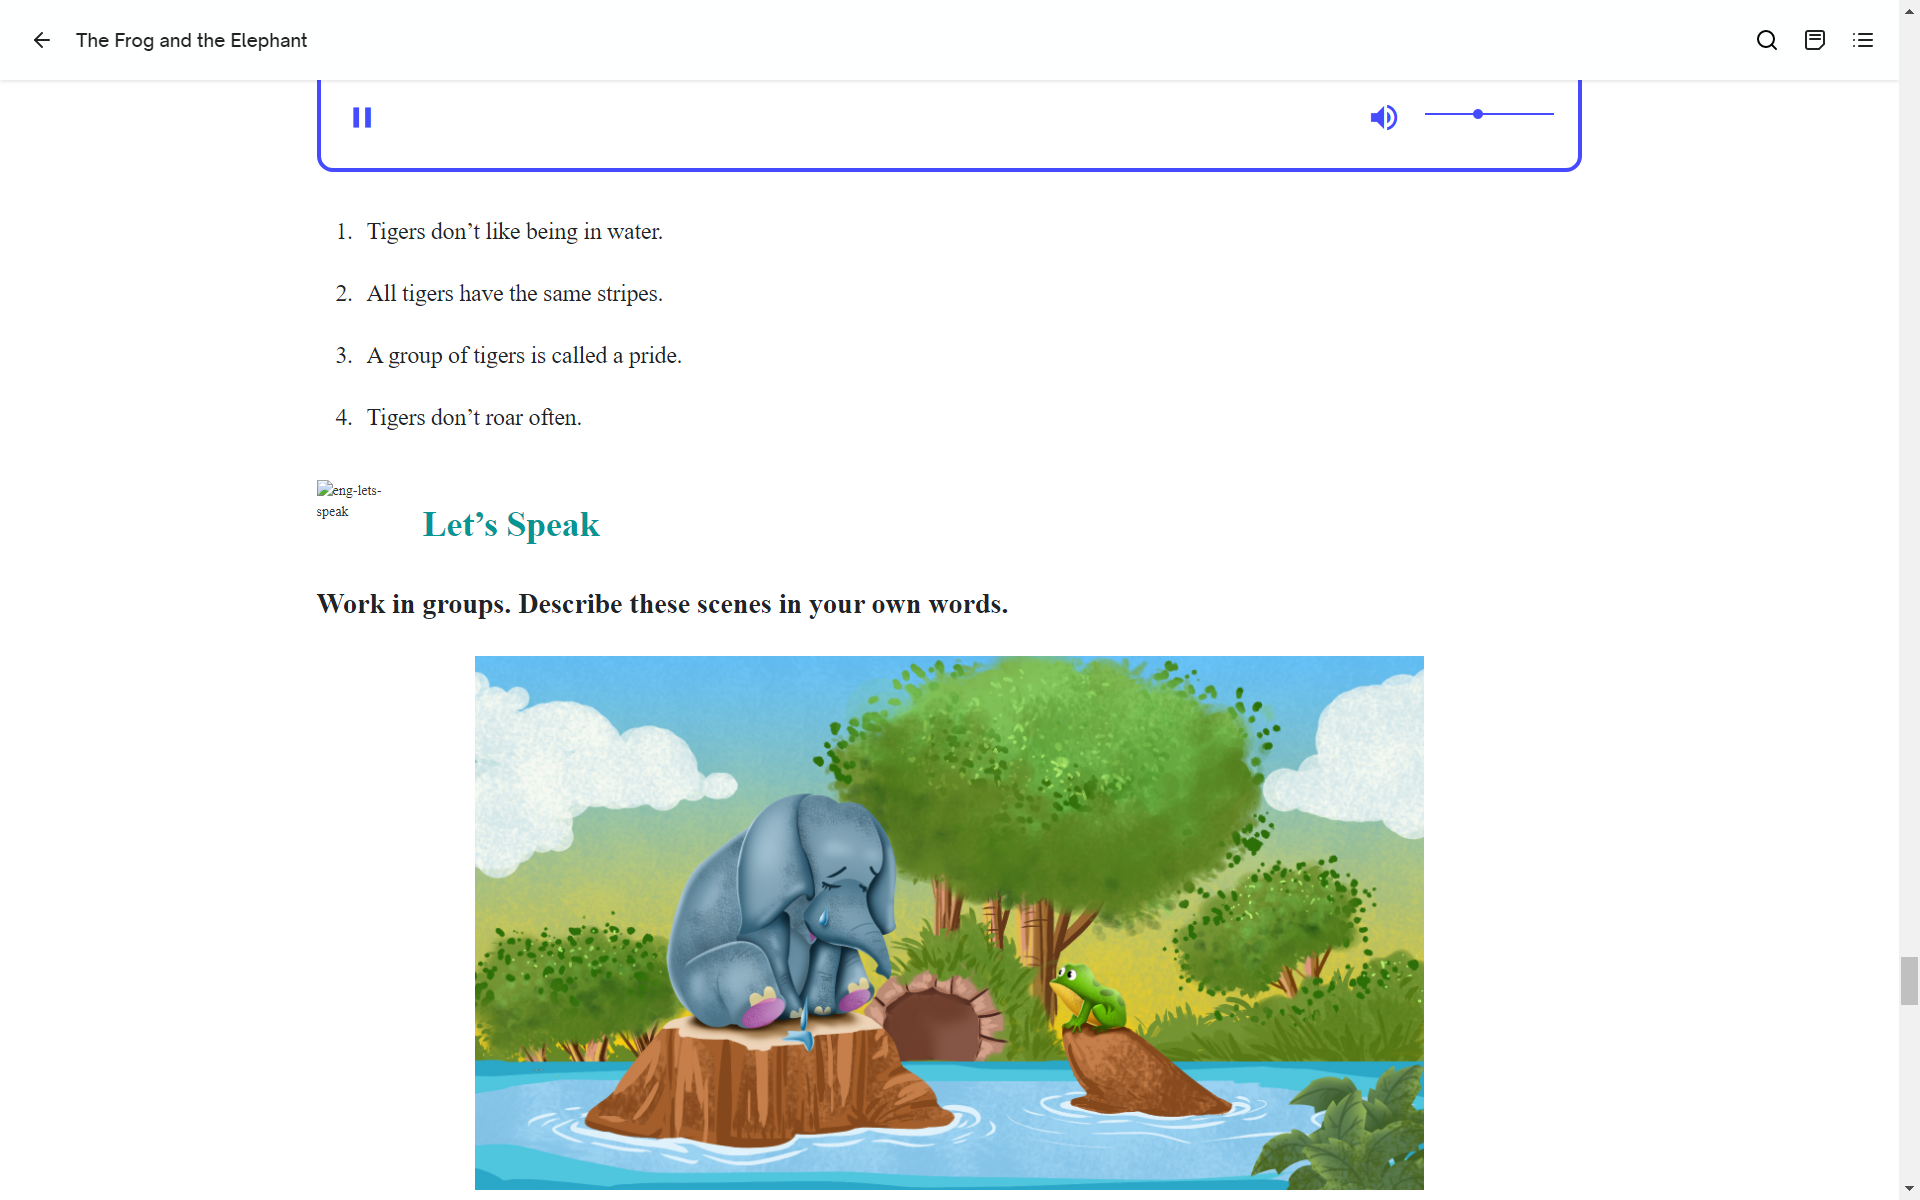 The Frog and the Elephant
1. Tigers don’t like being in water.
2. All tigers have the same stripes.
3. A group of tigers is called a pride.
4. Tigers don’t roar often.
eng-lets-
speak
Let’s Speak
Work in groups. Describe these scenes in your own words.